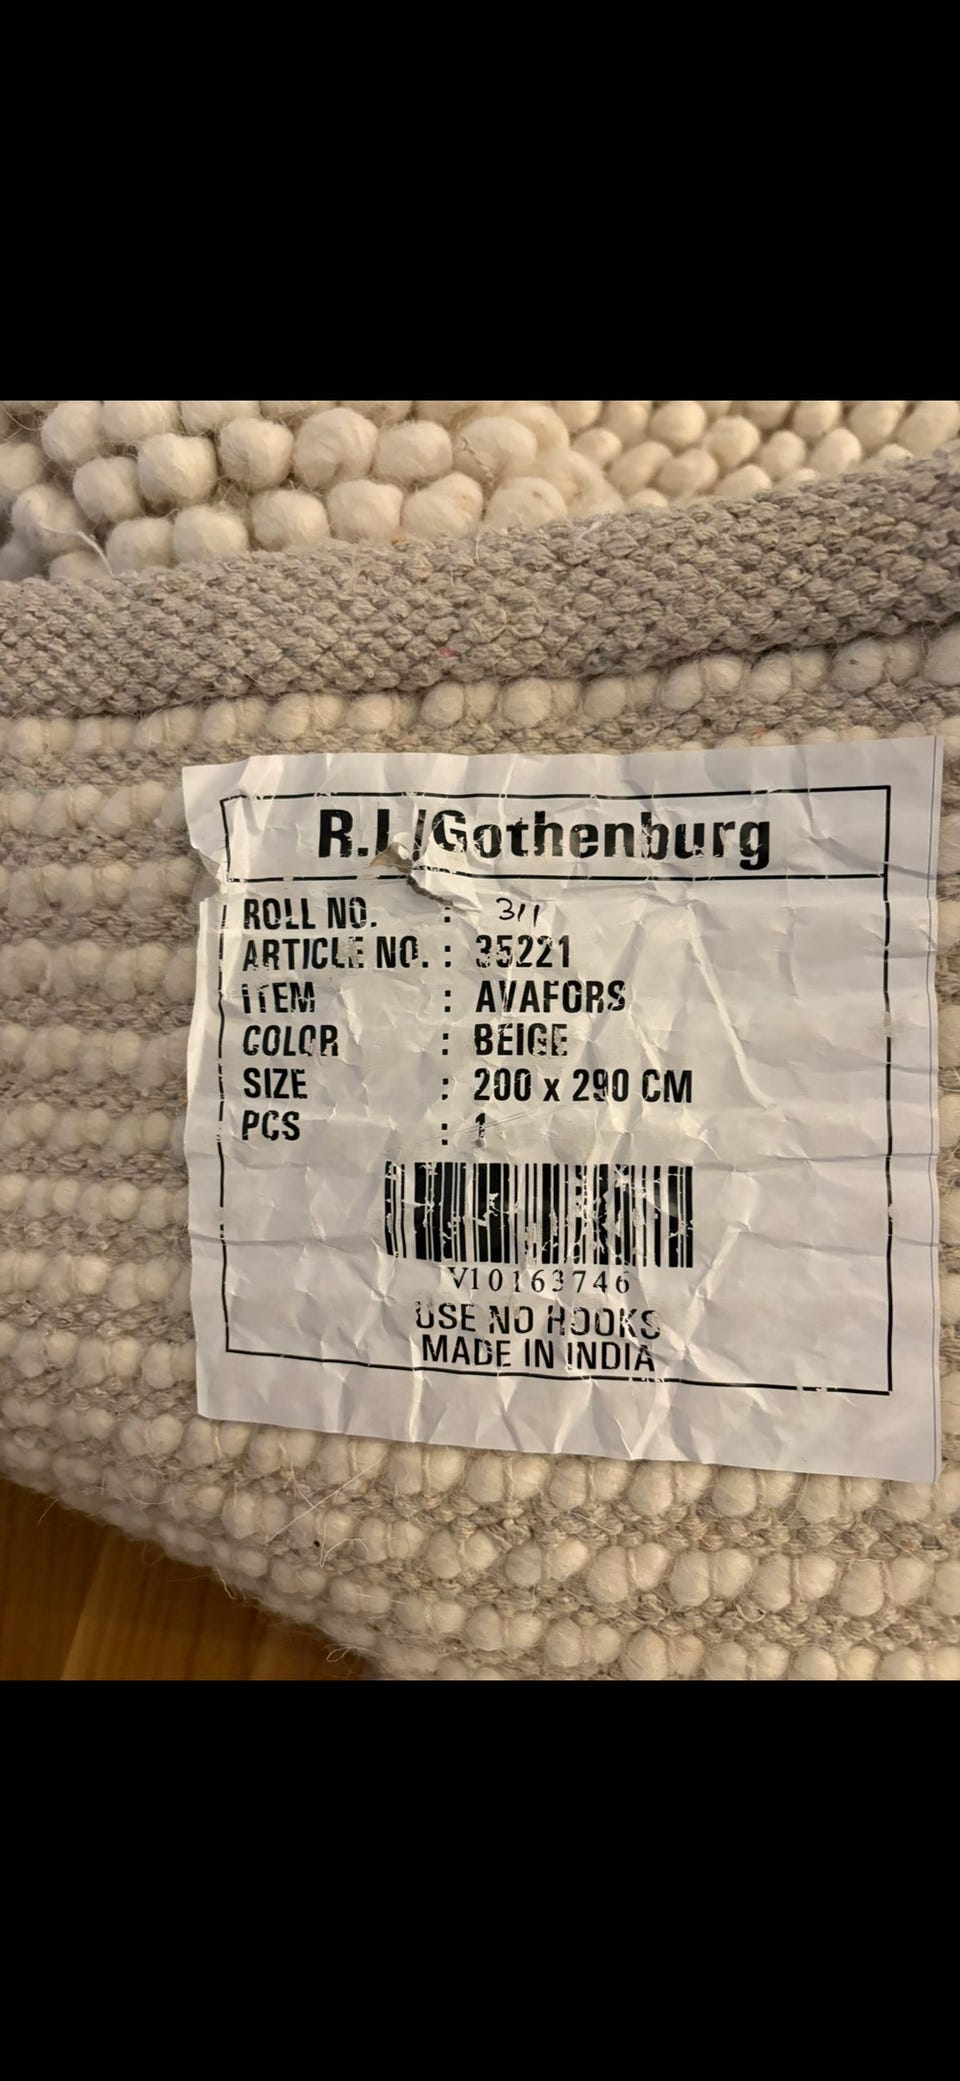 R.I./Gothenburg
ROLL NO. : 311
ARTICLE NO. : 35221
ITEM : AVAFORS
COLOR : BEIGE
SIZE : 200 x 290 CM
PCS : 1
V10163746
USE NO HOOKS
MADE IN INDIA